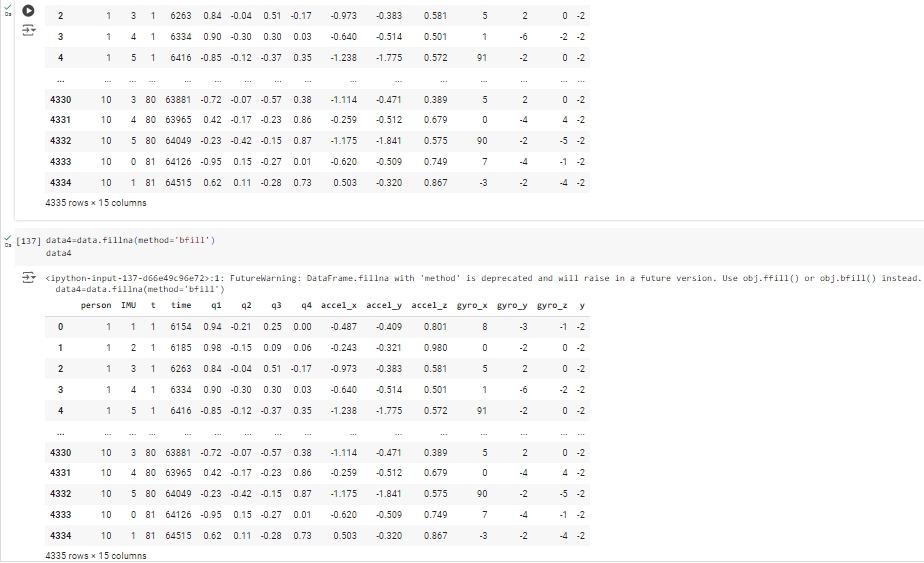 2 1 3 1 6263 0.84 -0.04 0.51 -0.17 -0.973 -0.383 0.581 5 2 0 -2
3 1 4 1 6334 0.90 -0.30 0.30 0.03 -0.640 -0.514 0.501 1 -6 -2 -2
4 1 5 1 6416 -0.85 -0.12 -0.37 0.35 -1.238 -1.775 0.572 91 -2 0 -2
... ... ... ... ... ... ... ... ... ... ... ... ... ... ... ...
4330 10 3 80 63881 -0.72 -0.07 -0.57 0.38 -1.114 -0.471 0.389 5 2 0 -2
4331 10 4 80 63965 0.42 -0.17 -0.23 0.86 -0.259 -0.512 0.679 0 -4 4 -2
4332 10 5 80 64049 -0.23 -0.42 -0.15 0.87 -1.175 -1.841 0.575 90 -2 -5 -2
4333 10 0 81 64126 -0.95 0.15 -0.27 0.01 -0.620 -0.509 0.749 7 -4 -1 -2
4334 10 1 81 64515 0.62 0.11 -0.28 0.73 0.503 -0.320 0.867 -3 -2 -4 -2
4335 rows × 15 columns
[137] data4=data.fillna(method='bfill')
data4
<ipython-input-137-d66e49c96e72>:1: FutureWarning: DataFrame.fillna with 'method' is deprecated and will raise in a future version. Use obj.ffill() or obj.bfill() instead.
data4=data.fillna(method='bfill')
person IMU t time q1 q2 q3 q4 accel_x accel_y accel_z gyro_x gyro_y gyro_z y
0 1 1 1 6154 0.94 -0.21 0.25 0.00 -0.487 -0.409 0.801 8 -3 -1 -2
1 1 2 1 6185 0.98 -0.15 0.09 0.06 -0.243 -0.321 0.980 0 -2 0 -2
2 1 3 1 6263 0.84 -0.04 0.51 -0.17 -0.973 -0.383 0.581 5 2 0 -2
3 1 4 1 6334 0.90 -0.30 0.30 0.03 -0.640 -0.514 0.501 1 -6 -2 -2
4 1 5 1 6416 -0.85 -0.12 -0.37 0.35 -1.238 -1.775 0.572 91 -2 0 -2
... ... ... ... ... ... ... ... ... ... ... ... ... ... ... ...
4330 10 3 80 63881 -0.72 -0.07 -0.57 0.38 -1.114 -0.471 0.389 5 2 0 -2
4331 10 4 80 63965 0.42 -0.17 -0.23 0.86 -0.259 -0.512 0.679 0 -4 4 -2
4332 10 5 80 64049 -0.23 -0.42 -0.15 0.87 -1.175 -1.841 0.575 90 -2 -5 -2
4333 10 0 81 64126 -0.95 0.15 -0.27 0.01 -0.620 -0.509 0.749 7 -4 -1 -2
4334 10 1 81 64515 0.62 0.11 -0.28 0.73 0.503 -0.320 0.867 -3 -2 -4 -2
4335 rows × 15 columns